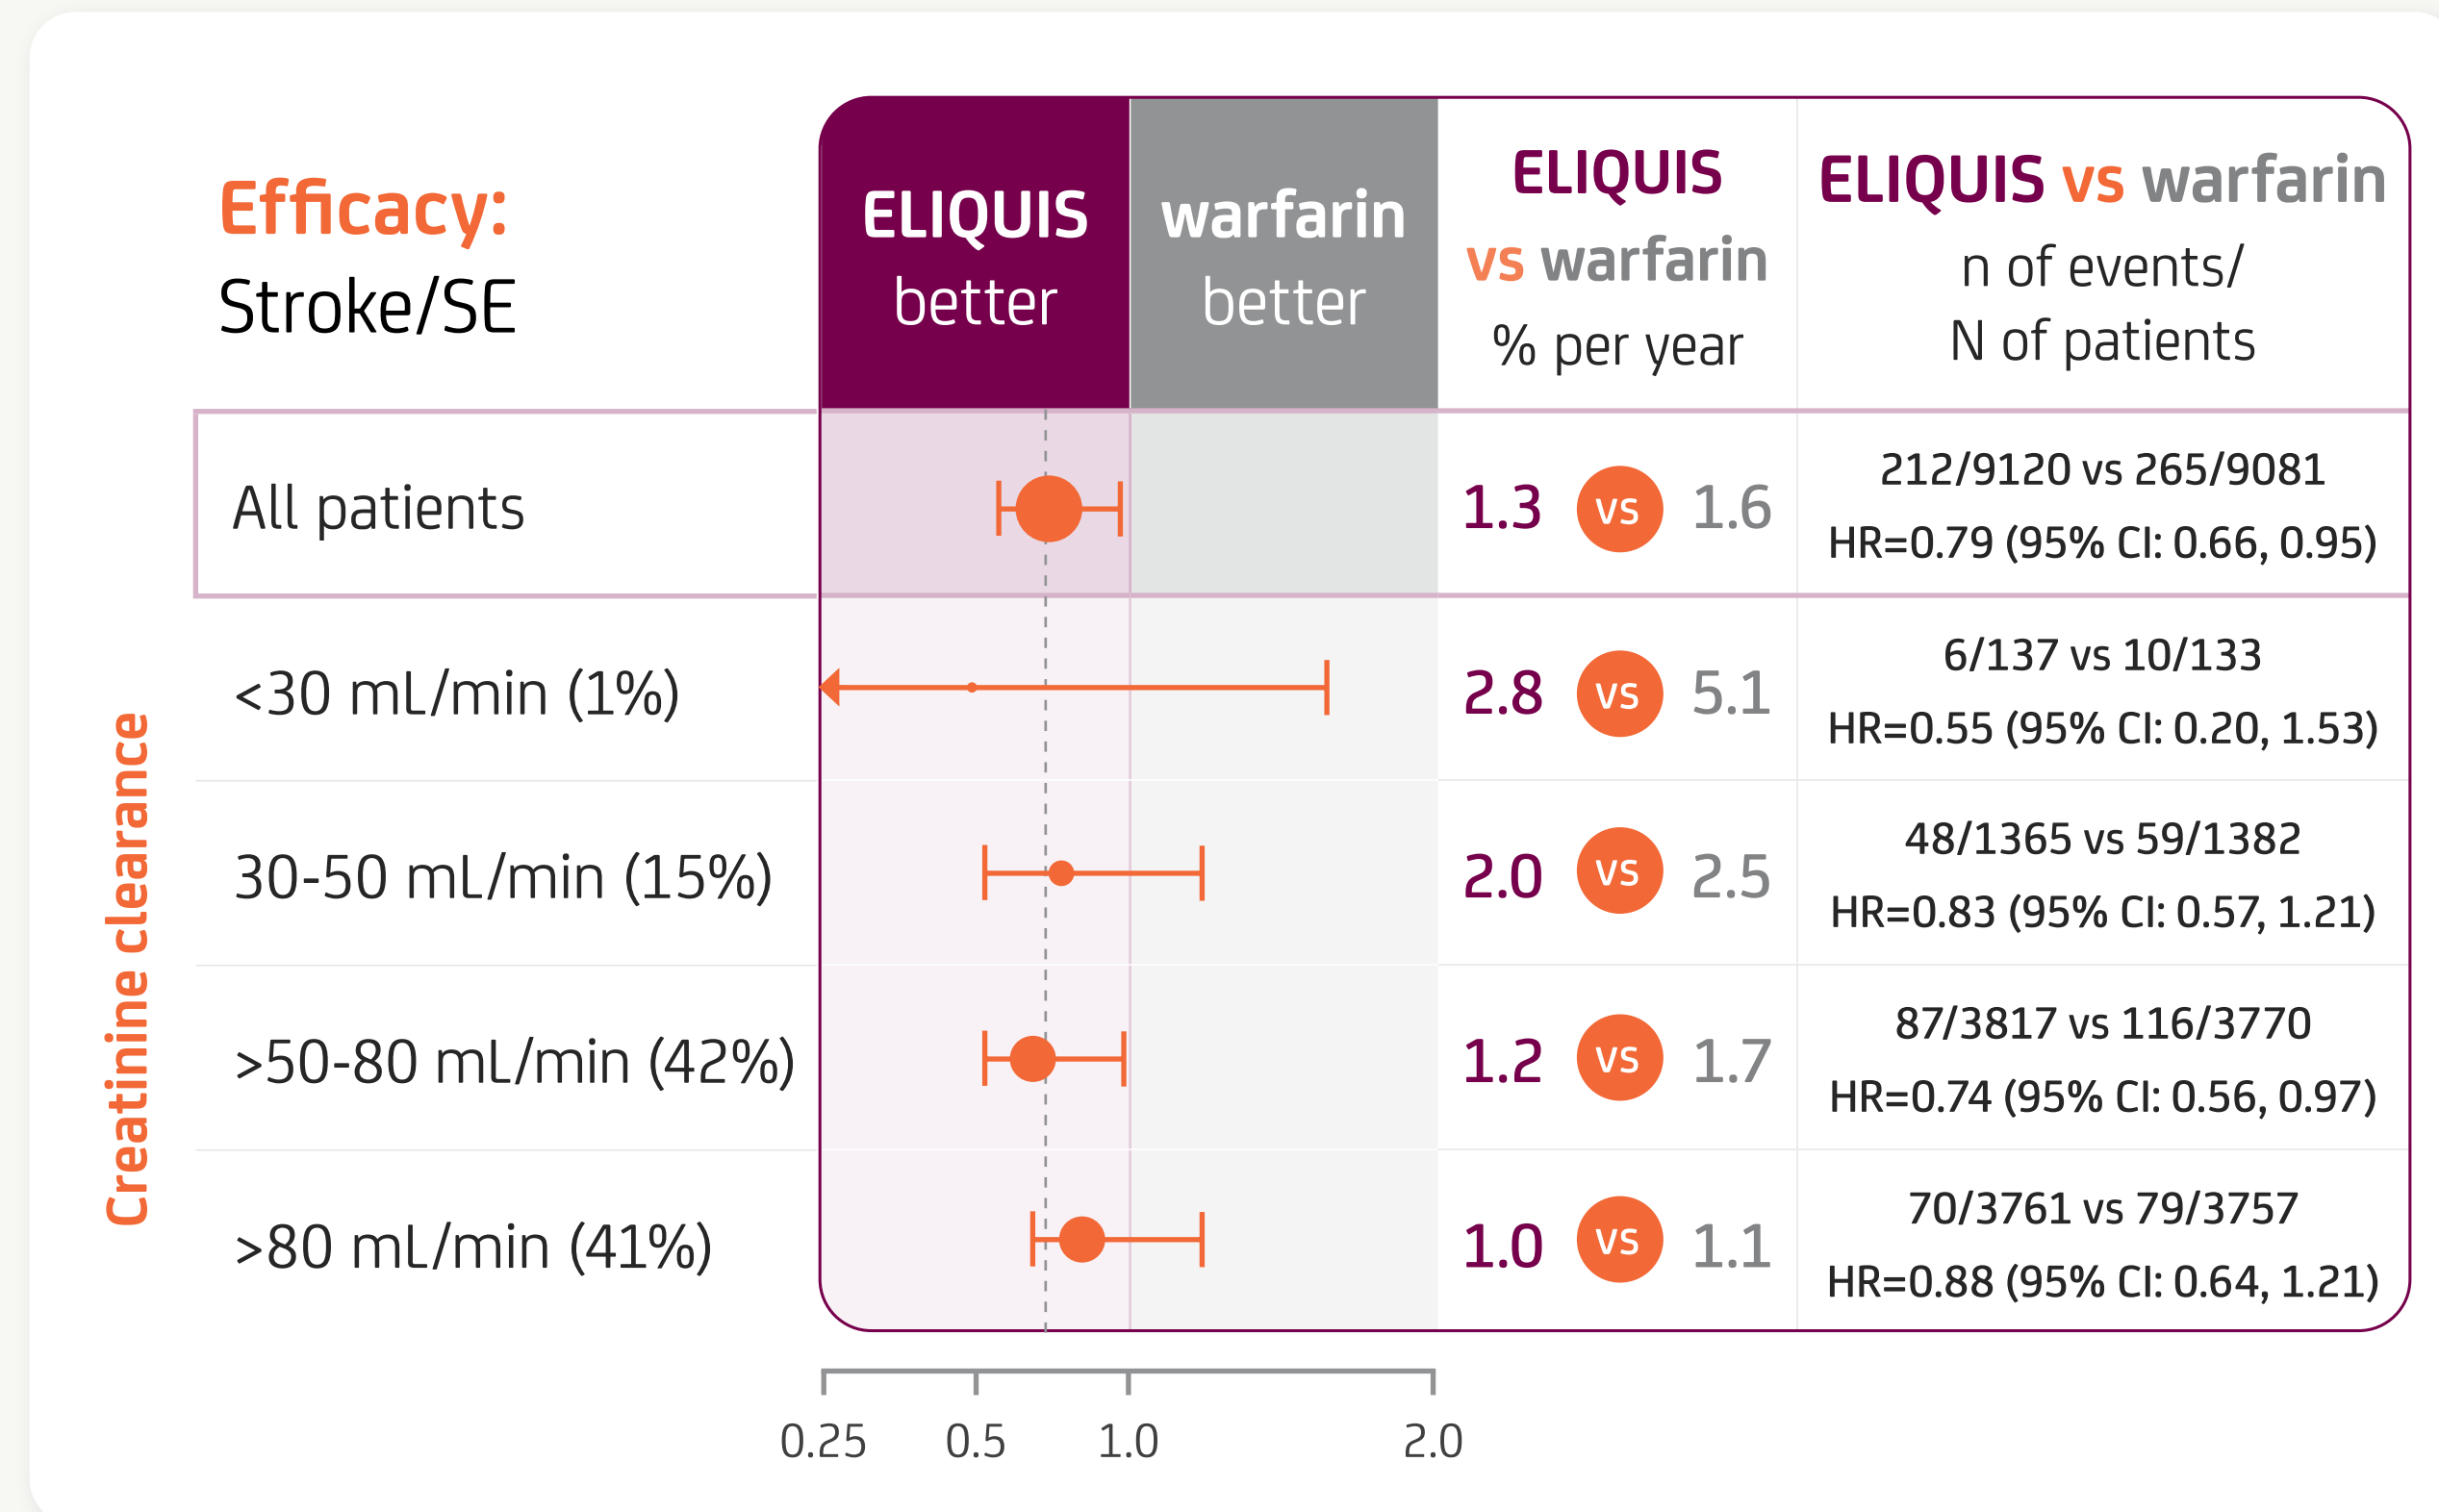 Efficacy:
Stroke/SE
ELIQUIS
better
warfarin
better
ELIQUIS
vs warfarin
% per year
ELIQUIS vs warfarin
n of events/
N of patients
All patients
1.3 vs 1.6
212/9120 vs 265/9081
HR=0.79 (95% CI: 0.66, 0.95)
Creatinine clearance
<30 mL/min (1%)
2.8 vs 5.1
6/137 vs 10/133
HR=0.55 (95% CI: 0.20, 1.53)
30-50 mL/min (15%)
2.0 vs 2.5
48/1365 vs 59/1382
HR=0.83 (95% CI: 0.57, 1.21)
>50-80 mL/min (42%)
1.2 vs 1.7
87/3817 vs 116/3770
HR=0.74 (95% CI: 0.56, 0.97)
>80 mL/min (41%)
1.0 vs 1.1
70/3761 vs 79/3757
HR=0.88 (95% CI: 0.64, 1.21)
0.25 0.5 1.0 2.0